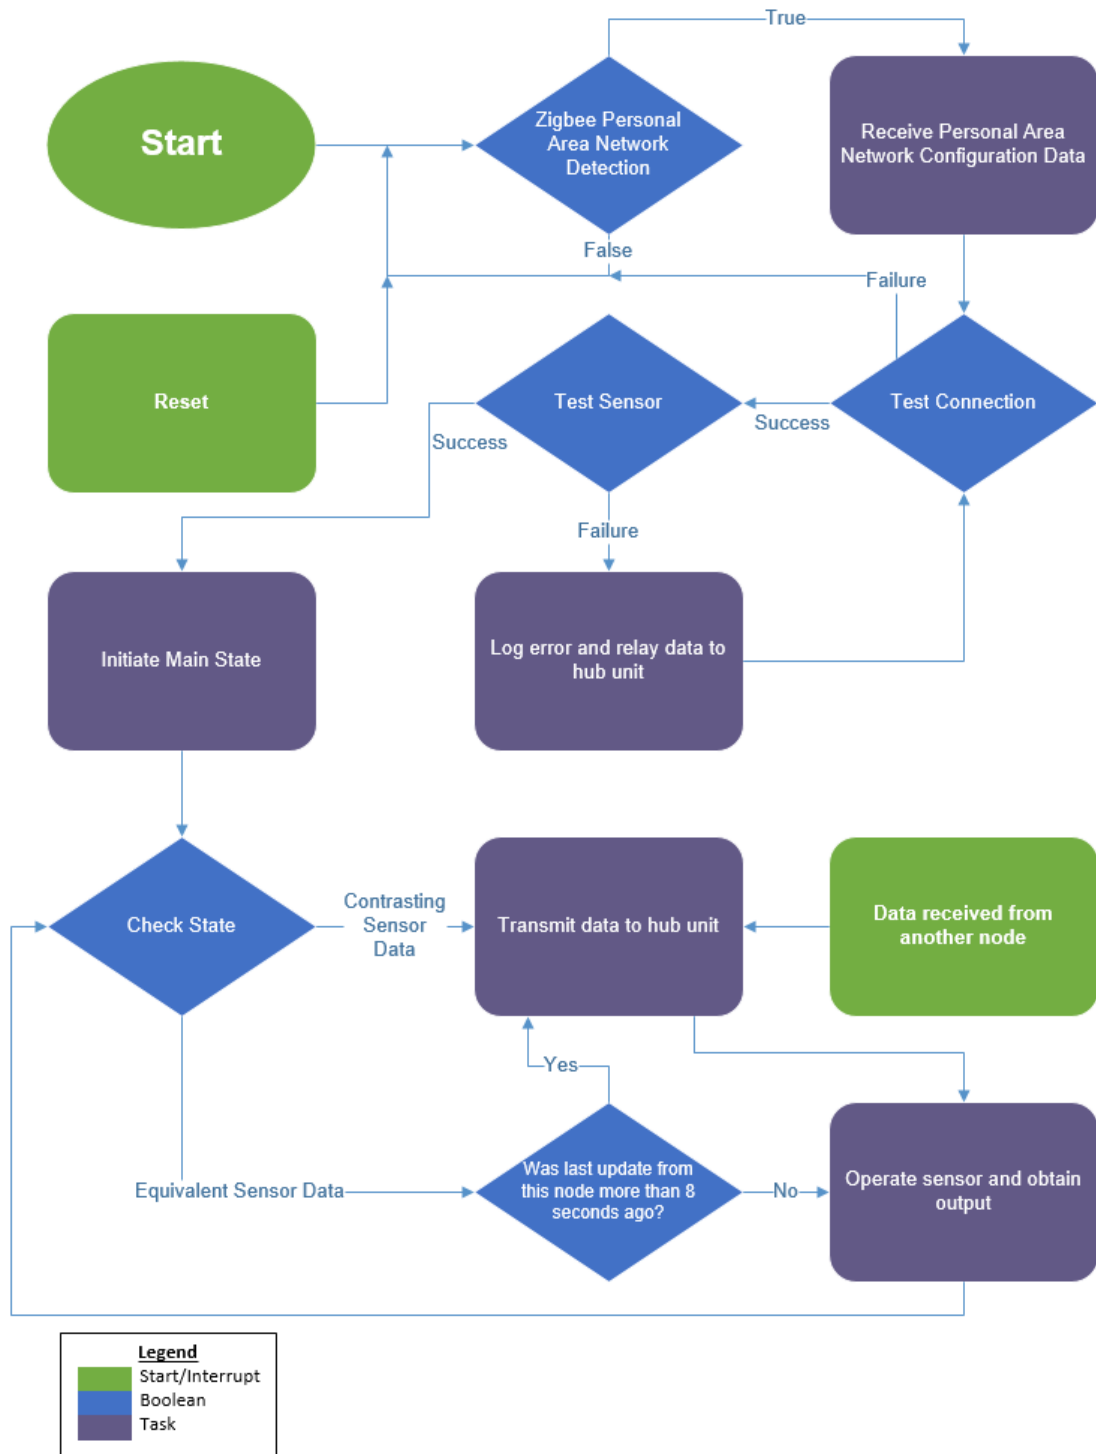 True
Start
Zigbee Personal
Area Network
Detection
Receive Personal Area
Network Configuration Data
False
Failure
Reset
Test Sensor
Test Connection
Success
Success
Failure
Initiate Main State
Log error and relay data to
hub unit
Check State
Contrasting
Sensor
Data
Transmit data to hub unit
Data received from
another node
Yes
Equivalent Sensor Data
Was last update from
this node more than 8
seconds ago?
No
Operate sensor and obtain
output
Legend
Start/Interrupt
Boolean
Task